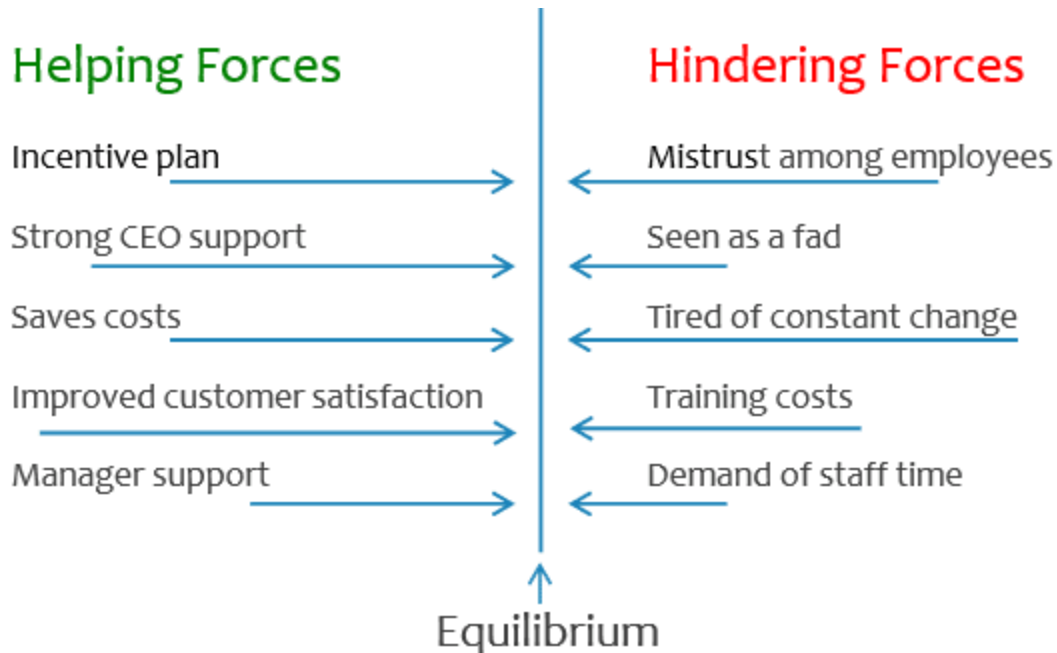 Helping Forces
Hindering Forces
Incentive plan
Mistrust among employees
Strong CEO support
Seen as a fad
Saves costs
Tired of constant change
Improved customer satisfaction
Training costs
Manager support
Demand of staff time
Equilibrium